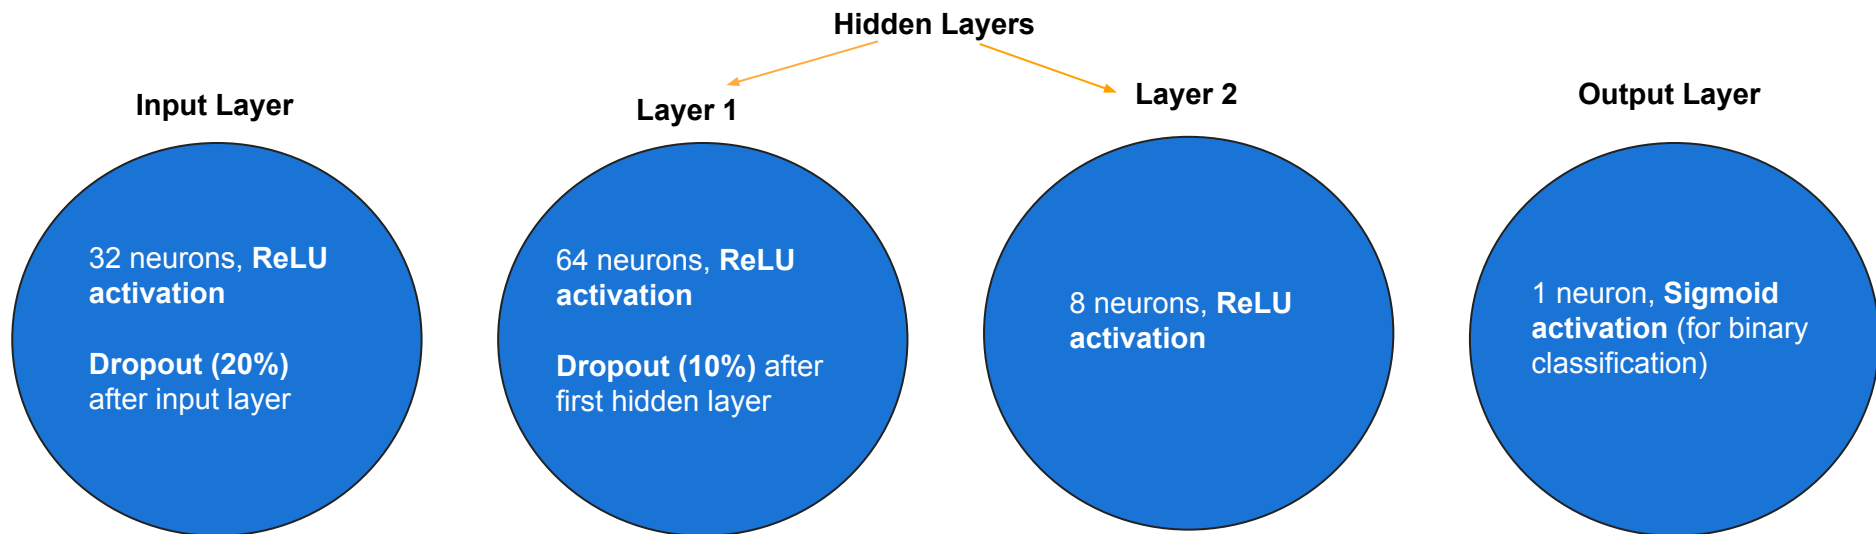 Hidden Layers
Input Layer
Layer 1
Layer 2
Output Layer
32 neurons, ReLU
activation
Dropout (20%)
after input layer
64 neurons, ReLU
activation
Dropout (10%) after
first hidden layer
8 neurons, ReLU
activation
1 neuron, Sigmoid
activation (for binary
classification)